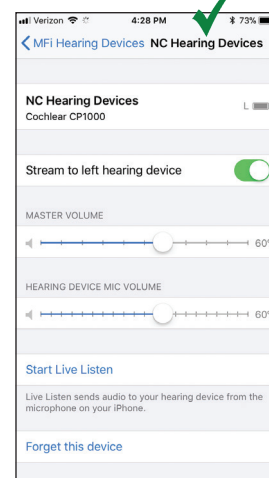 Verizon 4:28 PM 73%
MFi Hearing Devices NC Hearing Devices
NC Hearing Devices
Cochlear CP1000
L
Stream to left hearing device
MASTER VOLUME
60%
HEARING DEVICE MIC VOLUME
60%
Start Live Listen
Live Listen sends audio to your hearing device from the
microphone on your iPhone.
Forget this device